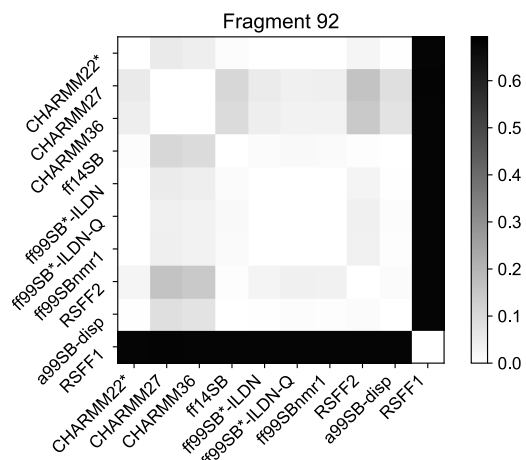 Fragment 92
CHARMM22*
CHARMM27
CHARMM36
ff14SB
ff99SB*-ILDN
ff99SB*-ILDN-Q
ff99SBnmr1
RSFF2
a99SB-disp
RSFF1
CHARMM22*
CHARMM27
CHARMM36
ff14SB
ff99SB*-ILDN
ff99SB*-ILDN-Q
ff99SBnmr1
RSFF2
a99SB-disp
RSFF1
0.6
0.5
0.4
0.3
0.2
0.1
0.0